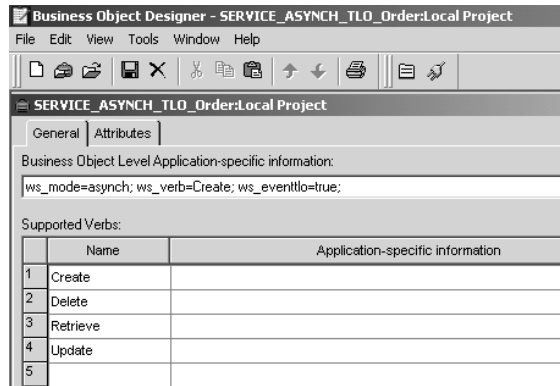 Business Object Designer - SERVICE_ASYNCH_TLO_Order:Local Project
File Edit View Tools Window Help
SERVICE_ASYNCH_TLO_Order:Local Project
General Attributes
Business Object Level Application-specific information:
ws_mode=asynch; ws_verb=Create; ws_eventtlo=true;
Supported Verbs:
Name Application-specific information
1 Create
2 Delete
3 Retrieve
4 Update
5